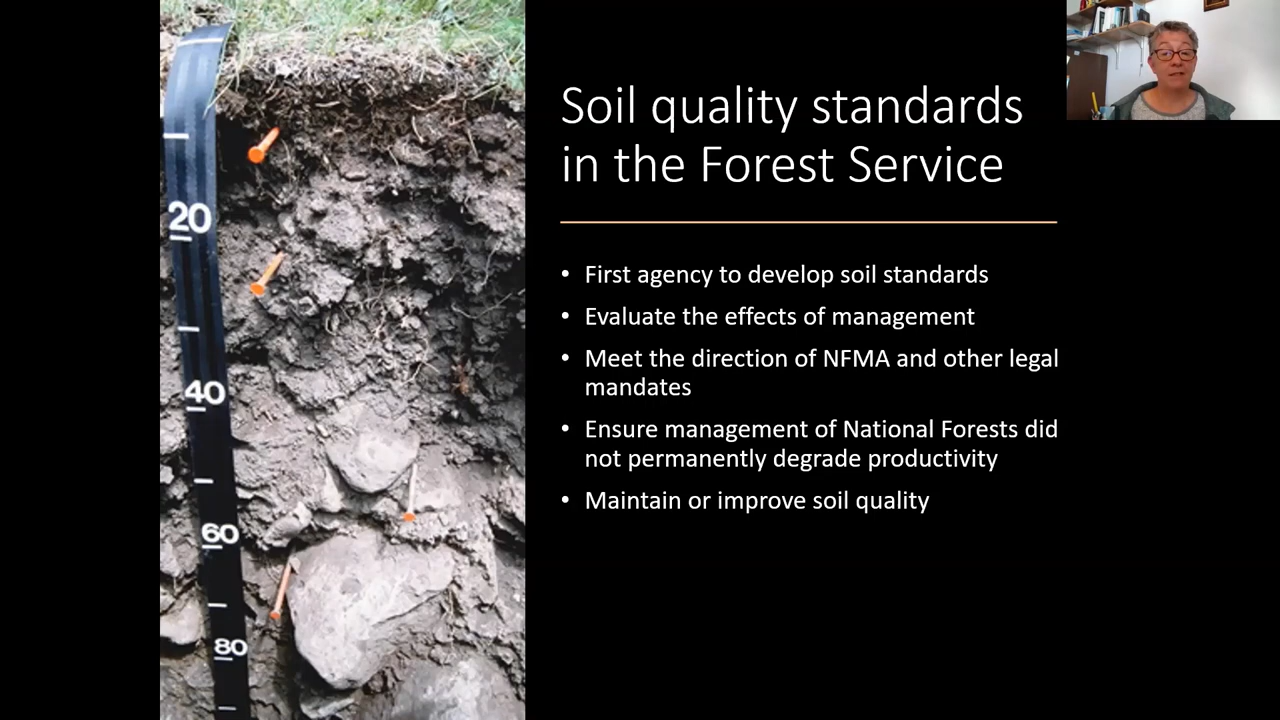 Soil quality standards
in the Forest Service
• First agency to develop soil standards
• Evaluate the effects of management
• Meet the direction of NFMA and other legal
mandates
• Ensure management of National Forests did
not permanently degrade productivity
• Maintain or improve soil quality
20
40
60
80